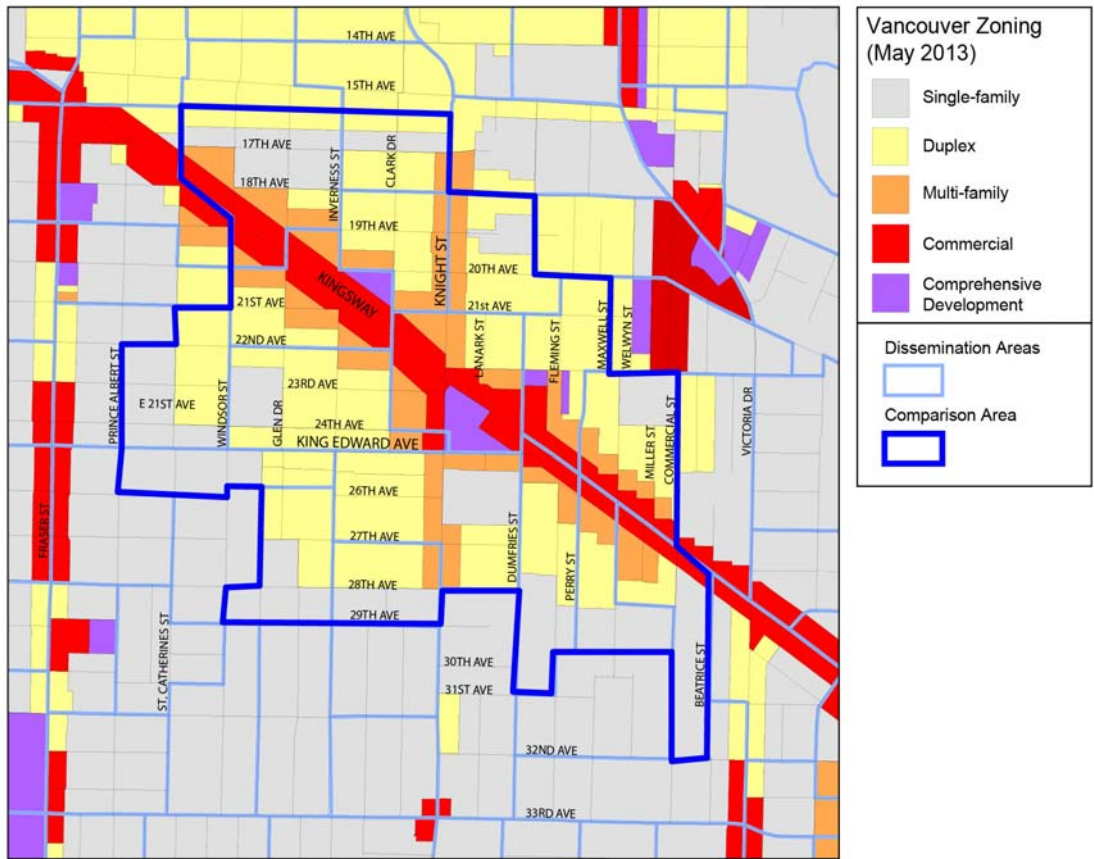 14TH AVE
15TH AVE
17TH AVE
18TH AVE
INVERNESS ST
CLARK DR
19TH AVE
KNIGHT ST
20TH AVE
KINGSWAY
21ST AVE
21st AVE
22ND AVE
LANARK ST
FLEMING ST
MAXWELL ST
WELWYN ST
PRINCE ALBERT ST
E 21ST AVE
WINDSOR ST
GLEN DR
23RD AVE
24TH AVE
KING EDWARD AVE
MILLER ST
COMMERCIAL ST
VICTORIA DR
26TH AVE
27TH AVE
28TH AVE
29TH AVE
FRASER ST
DUMFRIES ST
PERRY ST
ST. CATHERINES ST
30TH AVE
31ST AVE
BEATRICE ST
32ND AVE
33RD AVE
Vancouver Zoning
(May 2013)
Single-family
Duplex
Multi-family
Commercial
Comprehensive
Development
Dissemination Areas
Comparison Area